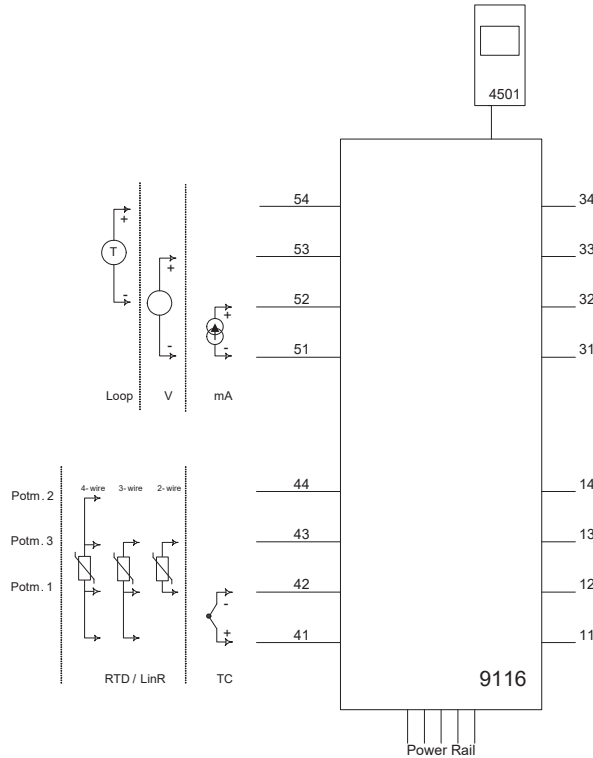 4501
54
34
T
+
53
33
+
-
52
32
+
-
-
51
31
Loop
V
mA
44
14
Potm. 2
4-wire
3-wire
2-wire
43
13
Potm. 3
42
12
Potm. 1
-
+
41
11
RTD / LinR
TC
9116
Power Rail